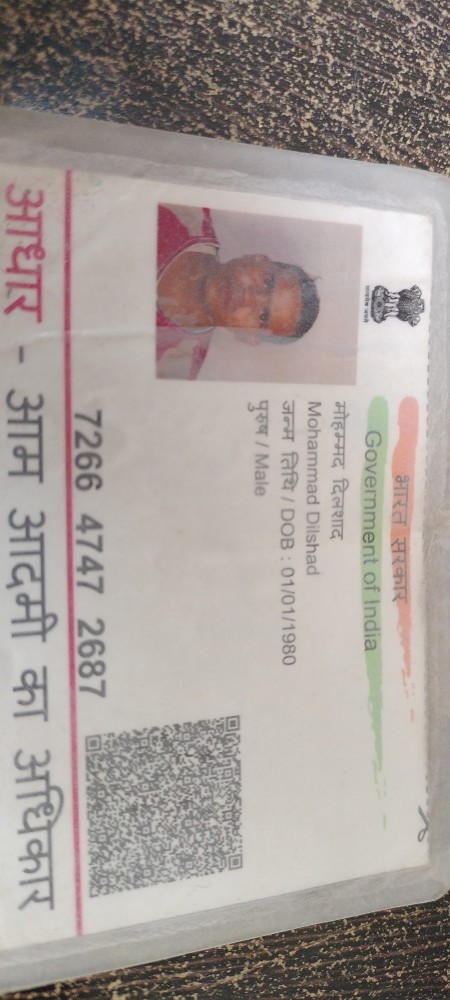 भारत सरकार
Government of India
मोहम्मद दिलशाद
Mohammad Dilshad
जन्म तिथि / DOB : 01/01/1980
पुरुष / Male
7266 4747 2687
आधार - आम आदमी का अधिकार